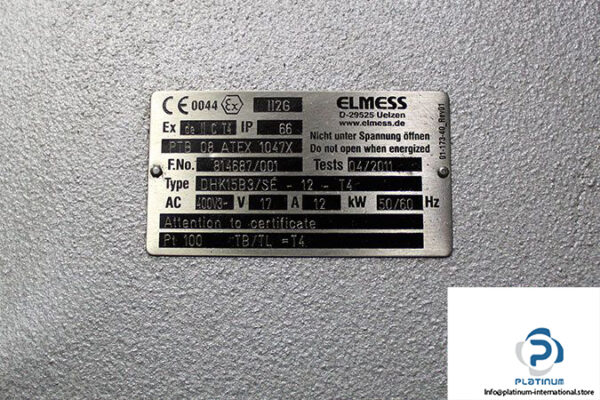 CE 0044 Ex II2G
Ex de II C T4 IP 66
PTB 08 ATEX 1047X
F.No. 814687/001 Tests 04/2011
Type DHK15B3/SE - 12 - T4
AC 400V3~ V 17 A 12 kW 50/60 Hz
Attention to certificate
Pt 100 TB/TL =T4
ELMESS
D-29525 Uelzen
www.elmess.de
Nicht unter Spannung öffnen
Do not open when energized
01-173-40_Rev01
PLATINUM
Info@platinum-international.store